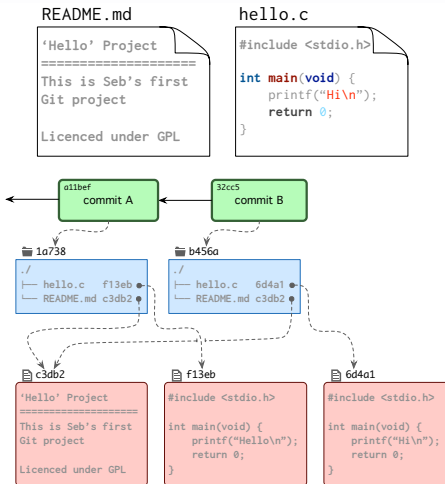 README.md
hello.c
‘Hello’ Project
=====================
This is Seb’s first
Git project
Licenced under GPL
#include <stdio.h>
int main(void) {
printf(“Hi\n”);
return 0;
}
a11bef
commit A
32cc5
commit B
1a738
./
├── hello.c f13eb
└── README.md c3db2
b456a
./
├── hello.c 6d4a1
└── README.md c3db2
c3db2
‘Hello’ Project
=====================
This is Seb’s first
Git project
Licenced under GPL
f13eb
#include <stdio.h>
int main(void) {
printf(“Hello\n”);
return 0;
}
6d4a1
#include <stdio.h>
int main(void) {
printf(“Hi\n”);
return 0;
}